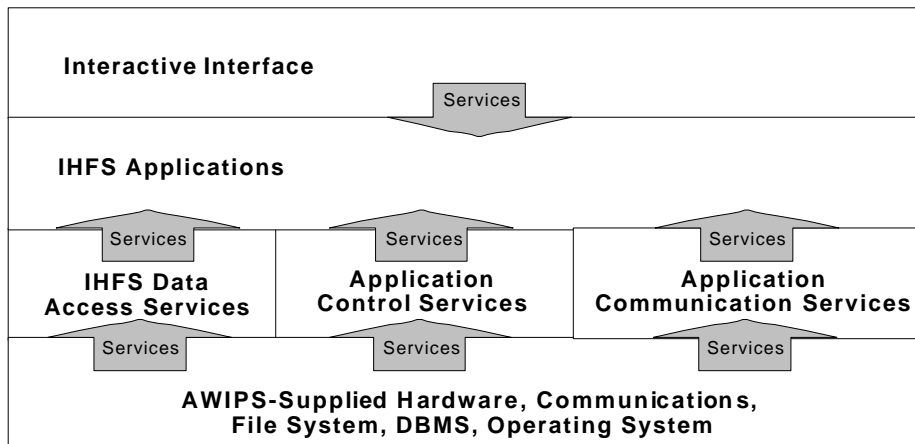 Interactive Interface
Services
IHFS Applications
Services
Services
Services
IHFS Data
Access Services
Application
Control Services
Application
Communication Services
Services
Services
Services
AWIPS-Supplied Hardware, Communications,
File System, DBMS, Operating System